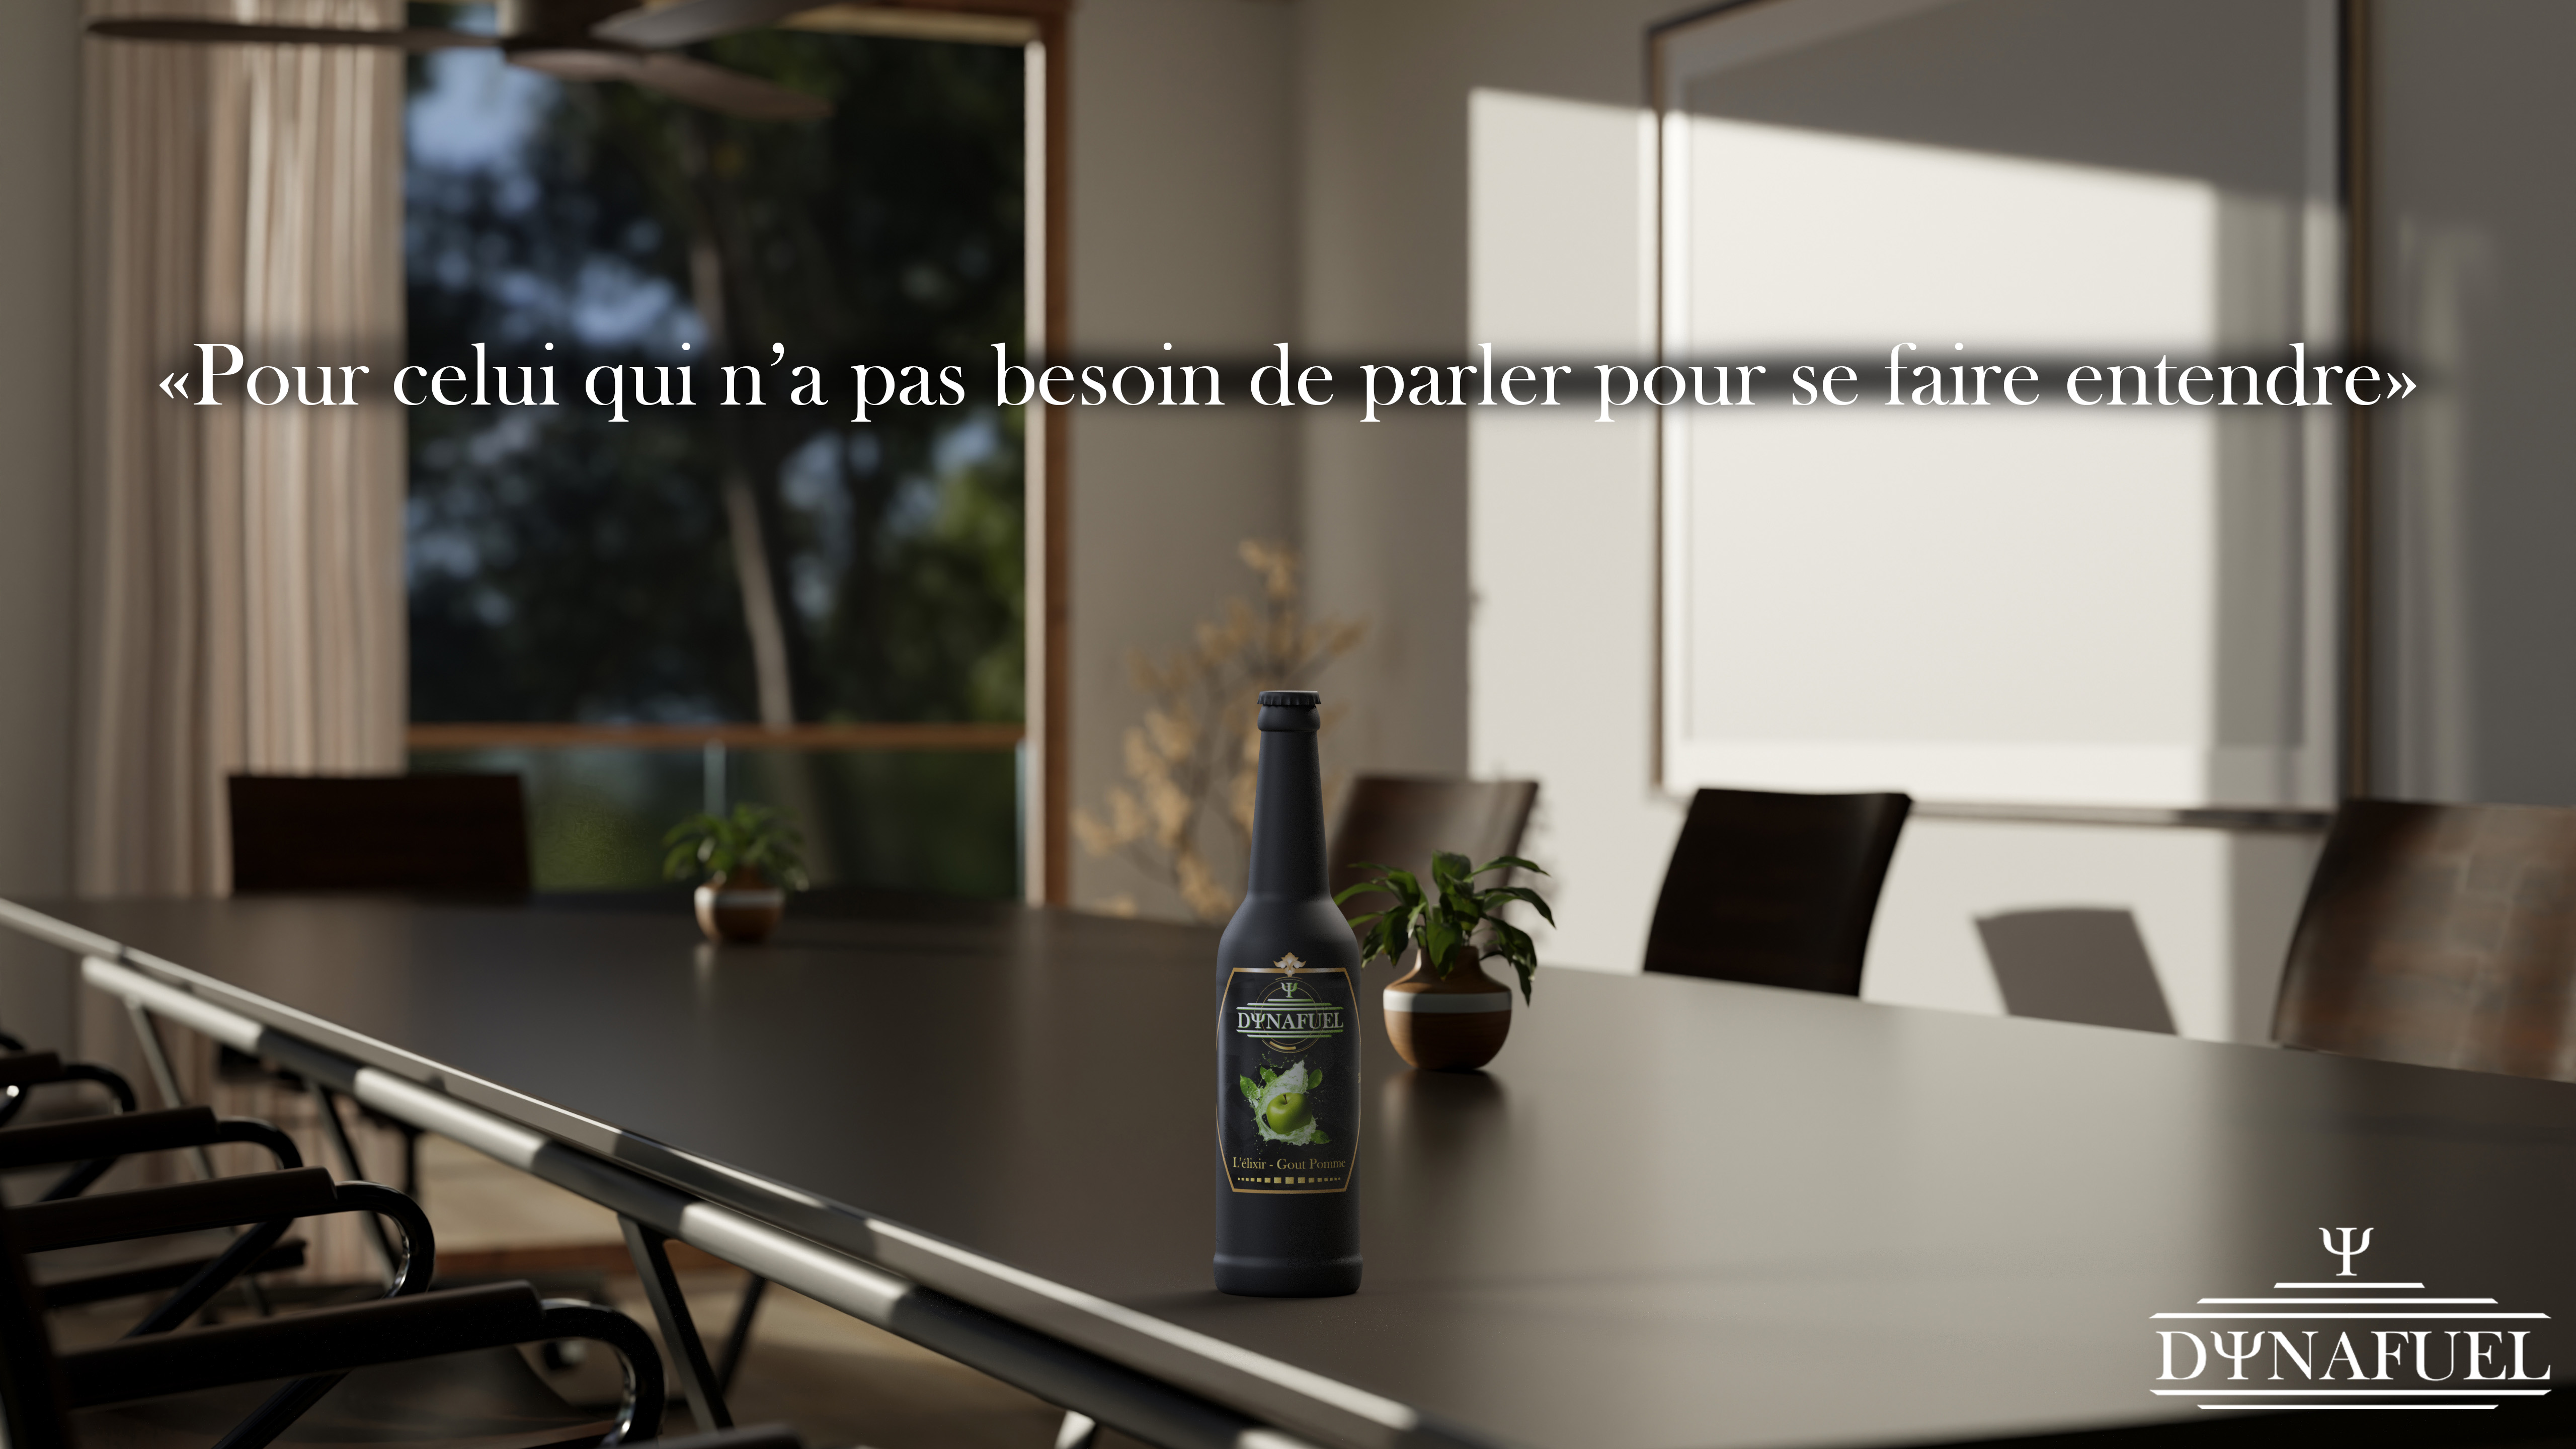 «Pour celui qui n’a pas besoin de parler pour se faire entendre»
Ψ
DΨNAFUEL
L'élixir - Gout Pomme
Ψ
DΨNAFUEL